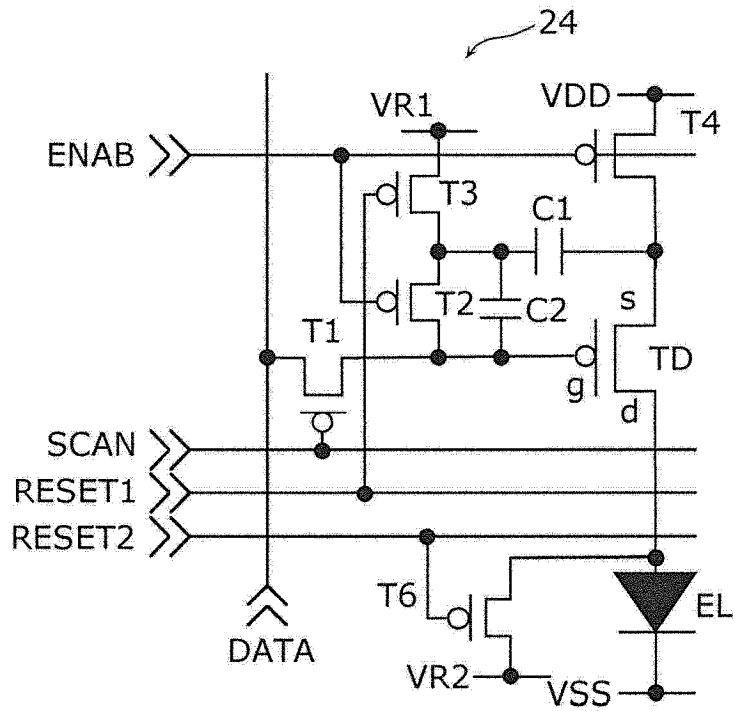 24
VR1
VDD
T4
ENAB
T3
C1
T2
C2
s
T1
TD
g
d
SCAN
RESET1
RESET2
T6
EL
DATA
VR2
VSS